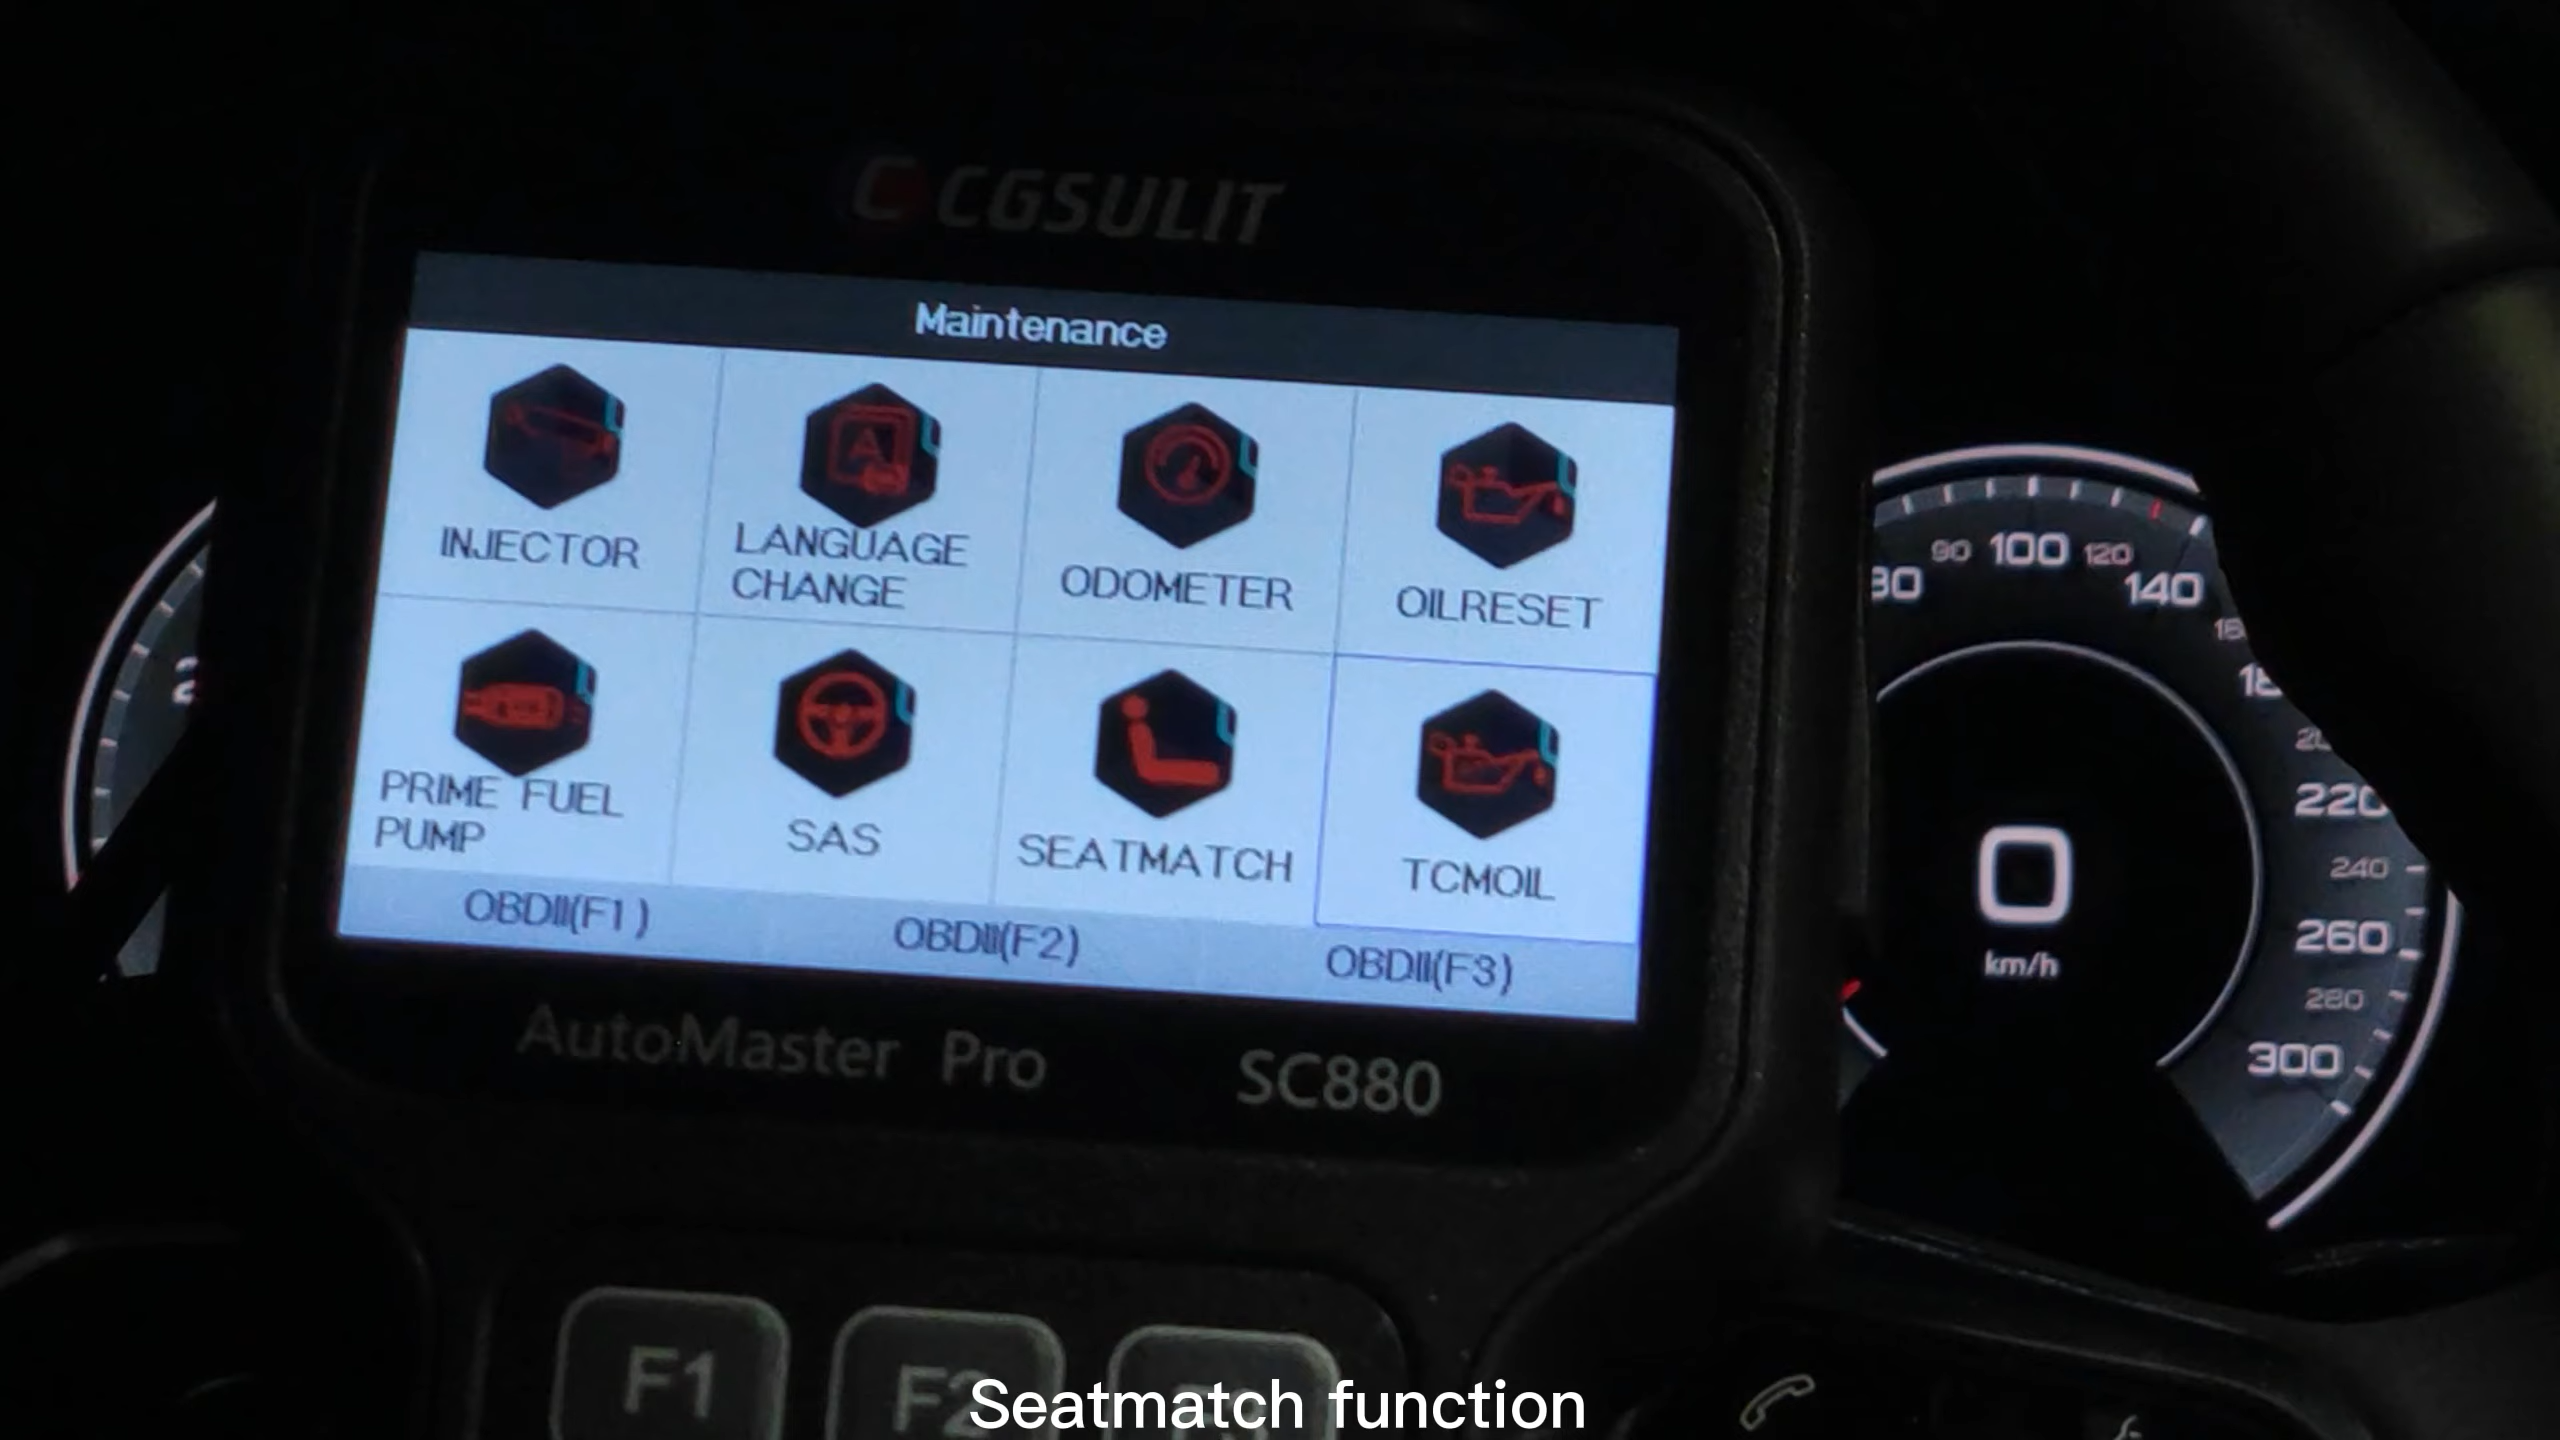 CGSULIT
Maintenance
INJECTOR
LANGUAGE
CHANGE
ODOMETER
OILRESET
PRIME FUEL
PUMP
SAS
SEATMATCH
TCMOIL
OBDII(F1)
OBDII(F2)
OBDII(F3)
AutoMaster Pro
SC880
F1
F2
90
100
120
140
220
240
260
280
300
0
km/h
Seatmatch function